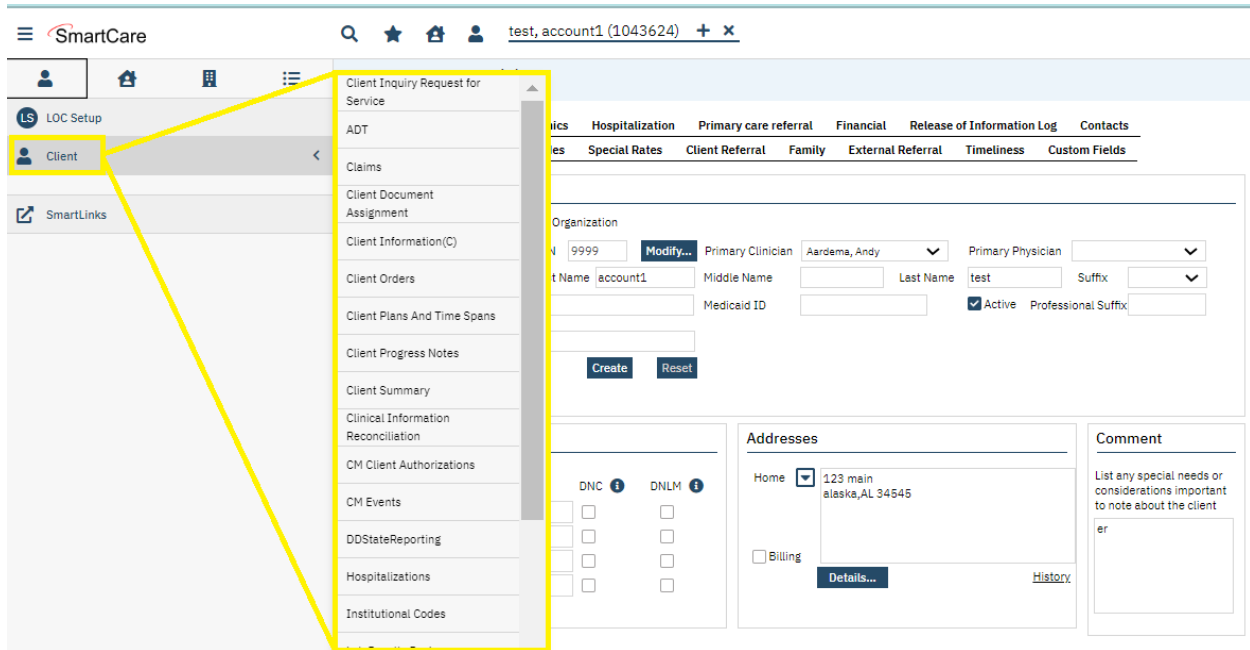 SmartCare
test, account1 (1043624)
LS LOC Setup
Client
SmartLinks
Client Inquiry Request for
Service
ADT
Claims
Client Document
Assignment
Client Information(C)
Client Orders
Client Plans And Time Spans
Client Progress Notes
Client Summary
Clinical Information
Reconciliation
CM Client Authorizations
CM Events
DDStateReporting
Hospitalizations
Institutional Codes
Hospitalization Primary care referral Financial Release of Information Log Contacts
Special Rates Client Referral Family External Referral Timeliness Custom Fields
Organization
9999 Modify... Primary Clinician Aardema, Andy Primary Physician
Name account1 Middle Name Last Name test Suffix
Medicaid ID Active Professional Suffix
Create Reset
DNC DNLM
Addresses
Home 123 main
alaska,AL 34545
Billing
Details... History
Comment
List any special needs or
considerations important
to note about the client
er